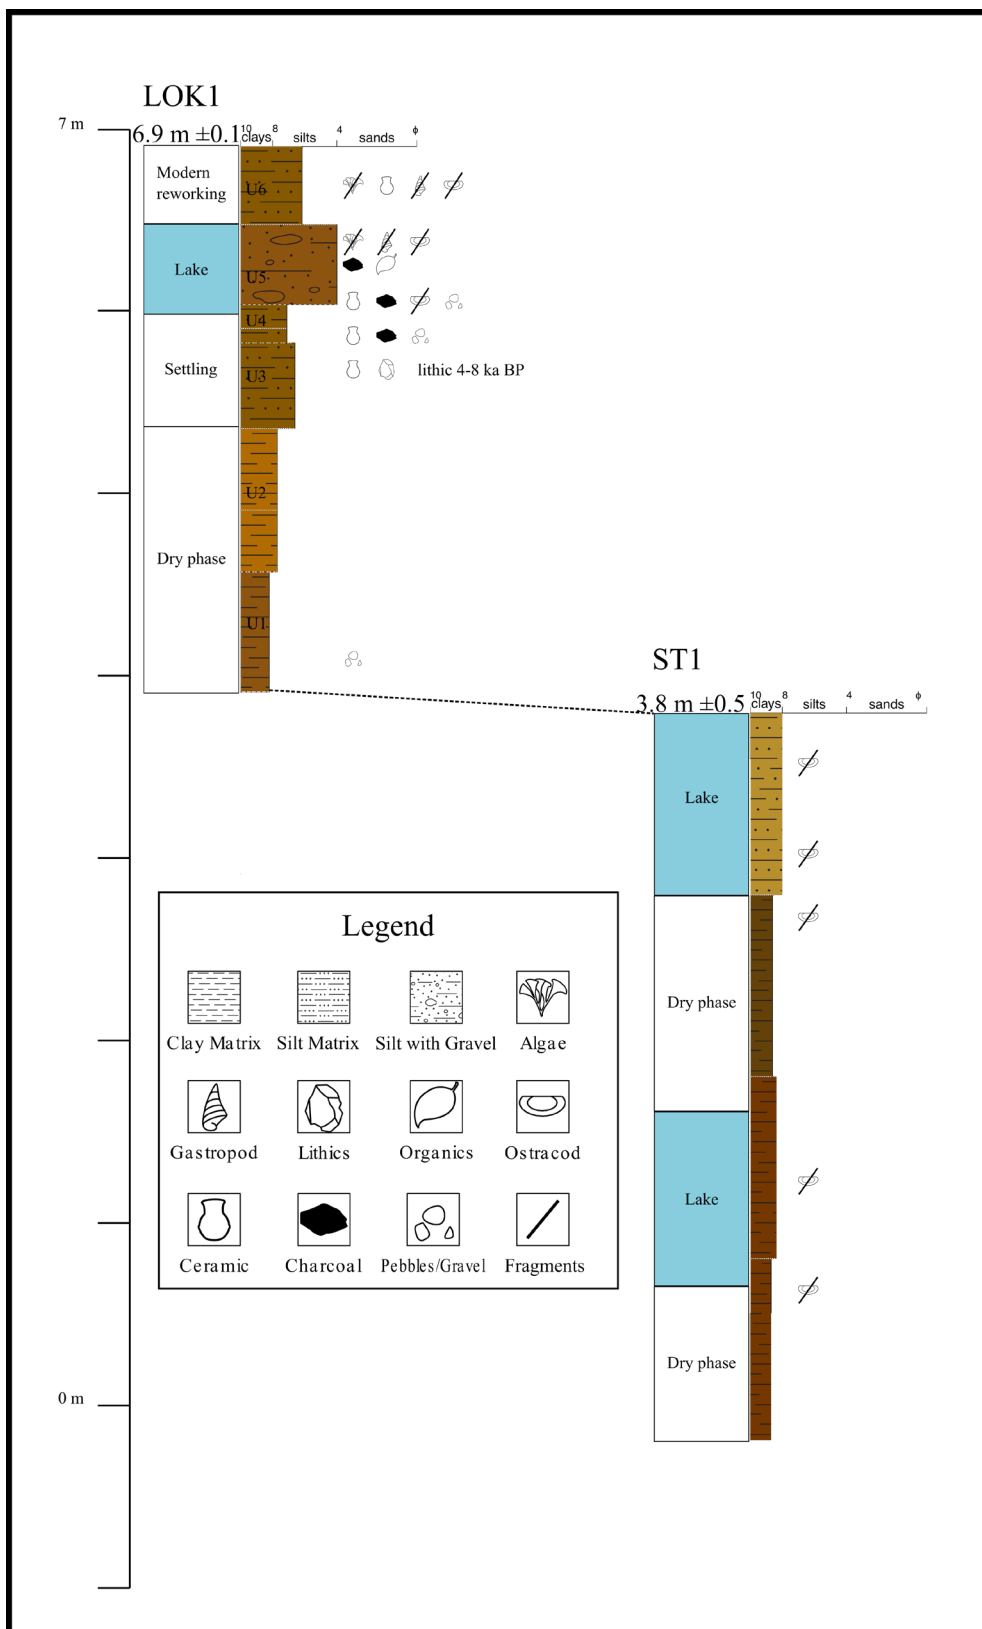 LOK1
7 m
6.9 m ±0.1
10 8 4 ϕ
clays silts sands
Modern
reworking
U6
Lake
U5
U4
Settling
U3
lithic 4-8 ka BP
U2
Dry phase
U1
ST1
3.8 m ±0.5
10 8 4 ϕ
clays silts sands
Lake
Dry phase
Lake
Dry phase
Legend
Clay Matrix Silt Matrix Silt with Gravel Algae
Gastropod Lithics Organics Ostracod
Ceramic Charcoal Pebbles/Gravel Fragments
0 m